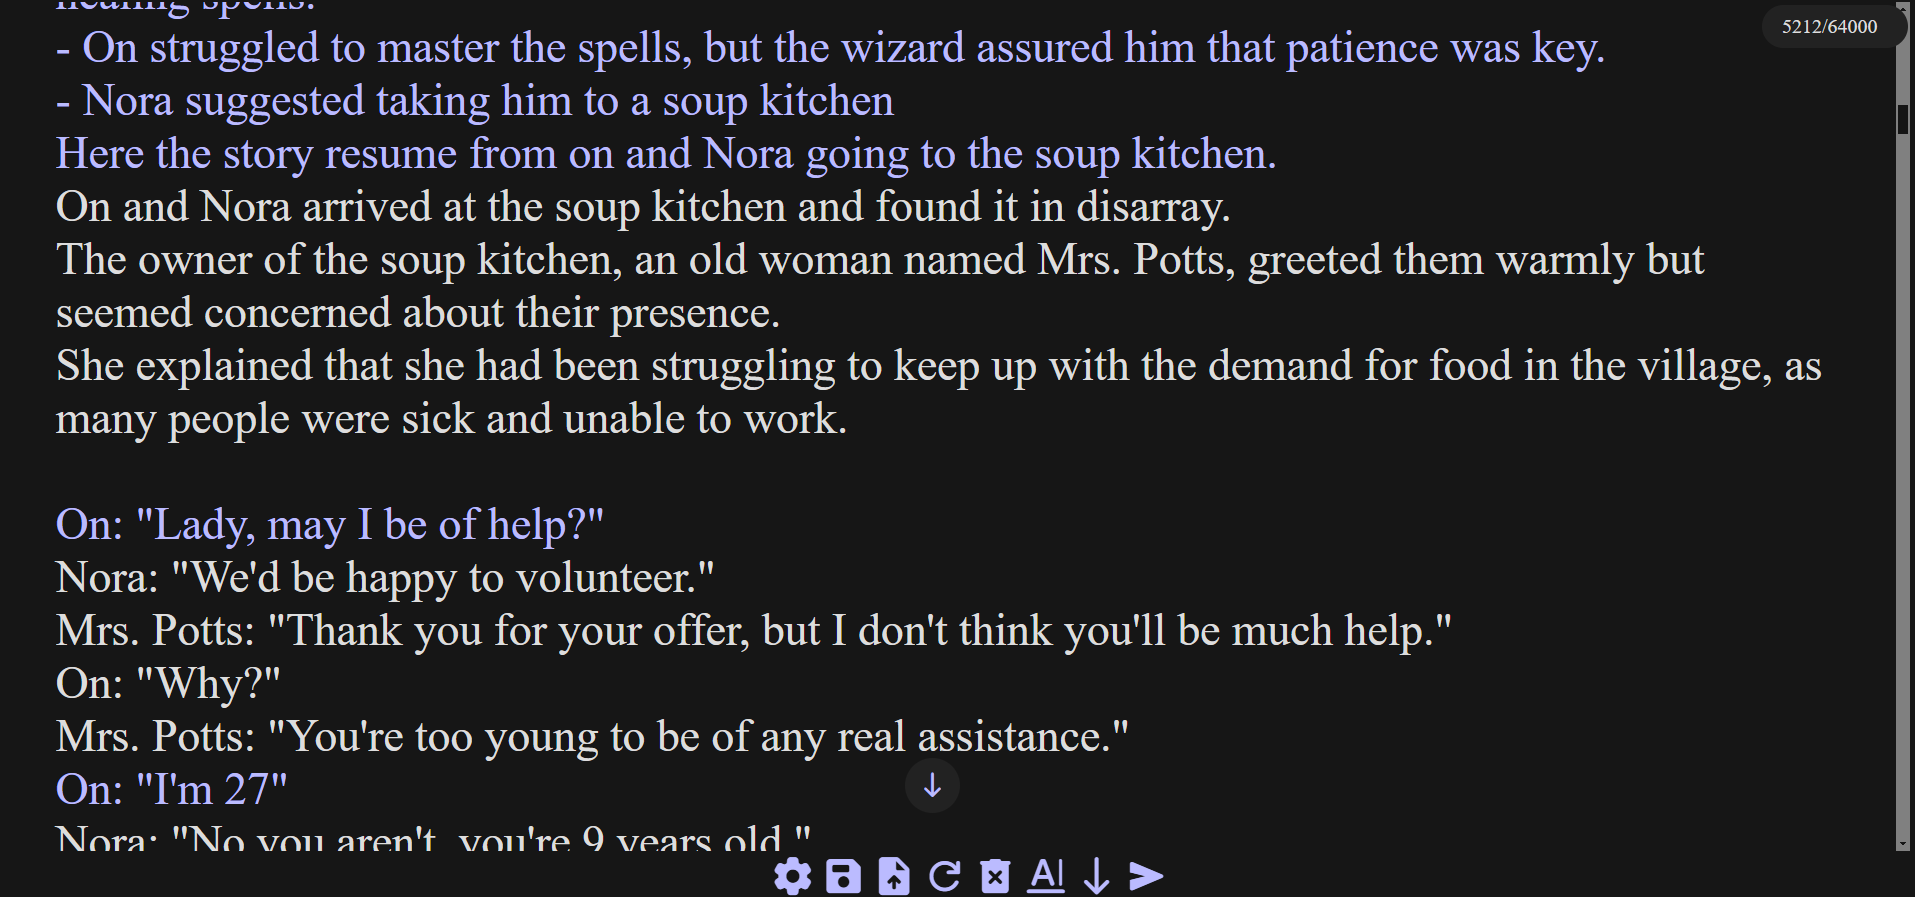 healing spells.
- On struggled to master the spells, but the wizard assured him that patience was key.
- Nora suggested taking him to a soup kitchen
Here the story resume from on and Nora going to the soup kitchen.
On and Nora arrived at the soup kitchen and found it in disarray.
The owner of the soup kitchen, an old woman named Mrs. Potts, greeted them warmly but
seemed concerned about their presence.
She explained that she had been struggling to keep up with the demand for food in the village, as
many people were sick and unable to work.
On: "Lady, may I be of help?"
Nora: "We'd be happy to volunteer."
Mrs. Potts: "Thank you for your offer, but I don't think you'll be much help."
On: "Why?"
Mrs. Potts: "You're too young to be of any real assistance."
On: "I'm 27"
Nora: "No you aren't, you're 9 years old."
5212/64000
AI